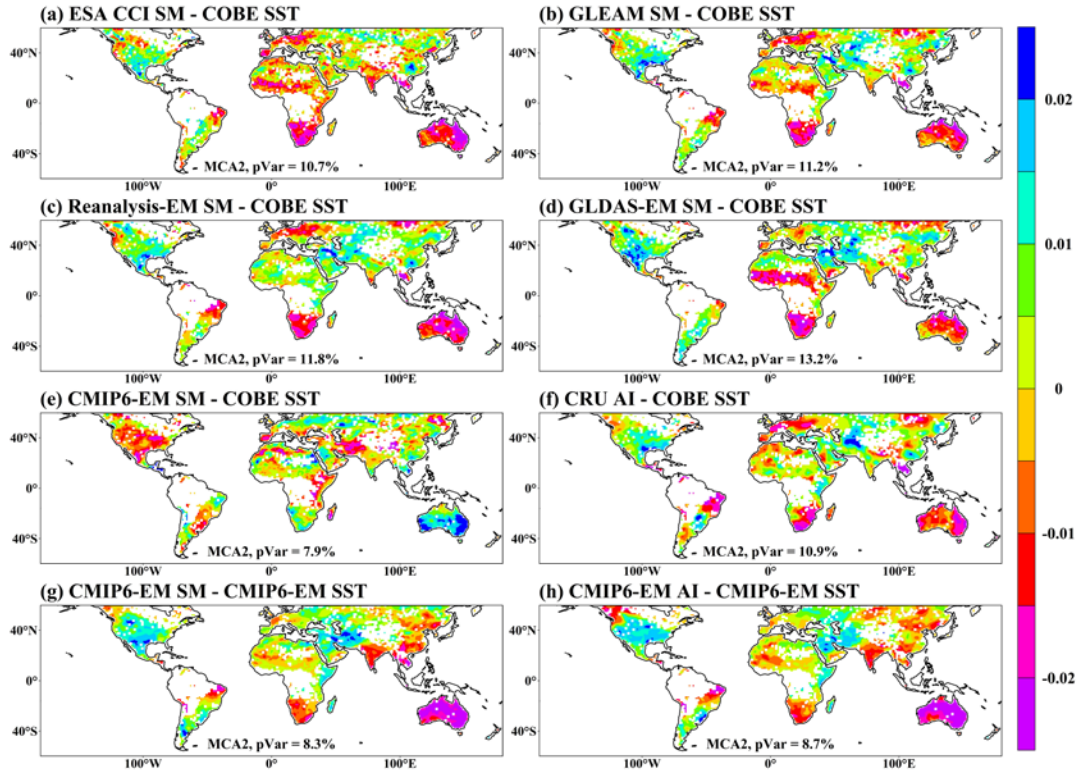 (a) ESA CCI SM - COBE SST
(b) GLEAM SM - COBE SST
40°N
0°
40°S
MCA2, pVar = 10.7%
100°W
0°
100°E
40°N
0°
40°S
MCA2, pVar = 11.2%
100°W
0°
100°E
(c) Reanalysis-EM SM - COBE SST
(d) GLDAS-EM SM - COBE SST
40°N
0°
40°S
MCA2, pVar = 11.8%
100°W
0°
100°E
40°N
0°
40°S
MCA2, pVar = 13.2%
100°W
0°
100°E
(e) CMIP6-EM SM - COBE SST
(f) CRU AI - COBE SST
40°N
0°
40°S
MCA2, pVar = 7.9%
100°W
0°
100°E
40°N
0°
40°S
MCA2, pVar = 10.9%
100°W
0°
100°E
(g) CMIP6-EM SM - CMIP6-EM SST
(h) CMIP6-EM AI - CMIP6-EM SST
40°N
0°
40°S
MCA2, pVar = 8.3%
100°W
0°
100°E
40°N
0°
40°S
MCA2, pVar = 8.7%
100°W
0°
100°E
0.02
0.01
0
-0.01
-0.02